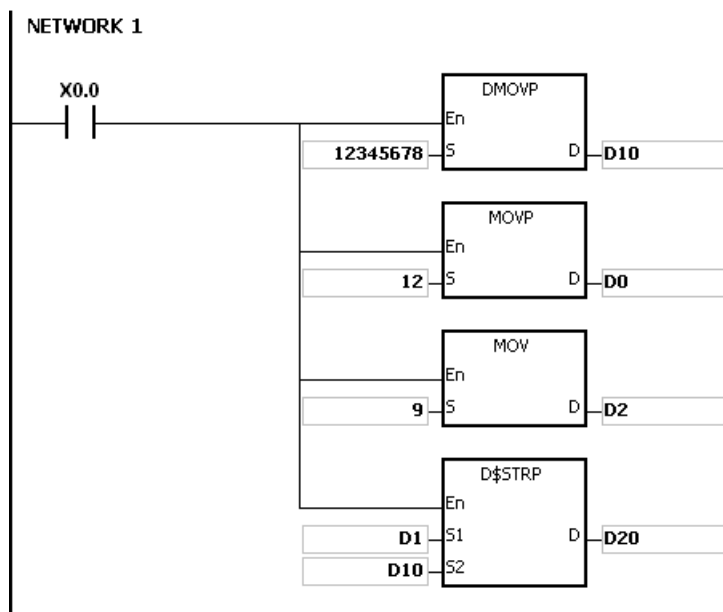 NETWORK 1
X0.0
DMOVP
En
12345678 S D D10
MOVP
En
12 S D D0
MOV
En
9 S D D2
D$STRP
En
D1 S1 D D20
D10 S2